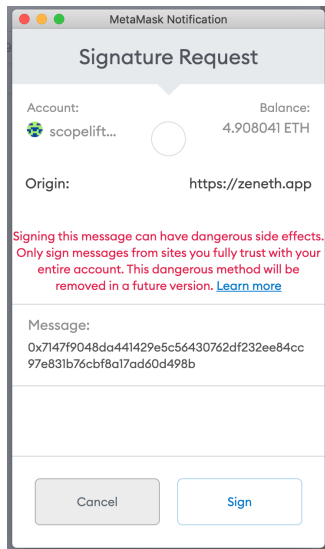 MetaMask Notification
Signature Request
Account:
Balance:
scopelift...
4.908041 ETH
Origin:
https://zeneth.app
Signing this message can have dangerous side effects.
Only sign messages from sites you fully trust with your
entire account. This dangerous method will be
removed in a future version. Learn more
Message:
0x7147f9048da441429e5c56430762df232ee84cc
97e831b76cbf8a17ad60d498b
Cancel
Sign